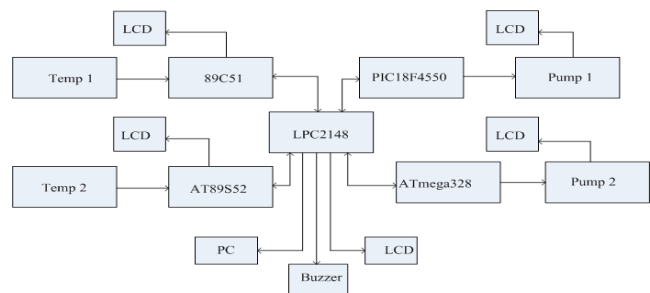 LCD
LCD
Temp 1
89C51
PIC18F4550
Pump 1
LPC2148
LCD
LCD
Temp 2
AT89S52
ATmega328
Pump 2
PC
LCD
Buzzer